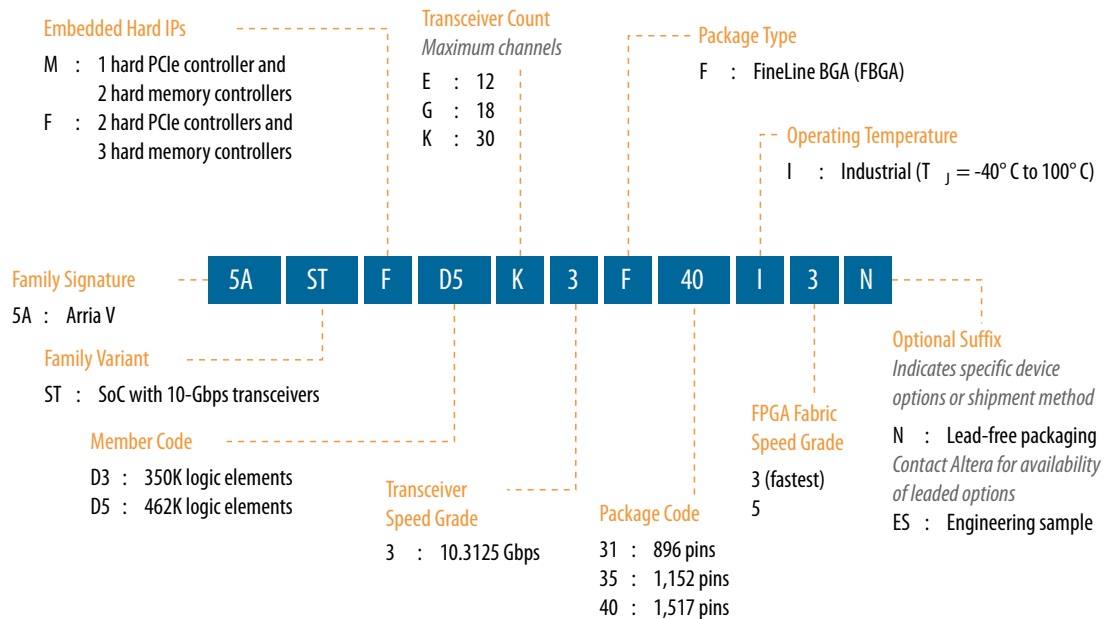 Embedded Hard IPs
M : 1 hard PCIe controller and
2 hard memory controllers
F : 2 hard PCIe controllers and
3 hard memory controllers
Transceiver Count
Maximum channels
E : 12
G : 18
K : 30
Package Type
F : FineLine BGA (FBGA)
Operating Temperature
I : Industrial (T J = -40° C to 100° C)
5A ST F D5 K 3 F 40 I 3 N
Family Signature
5A : Arria V
Family Variant
ST : SoC with 10-Gbps transceivers
Member Code
D3 : 350K logic elements
D5 : 462K logic elements
Transceiver
Speed Grade
3 : 10.3125 Gbps
Package Code
31 : 896 pins
35 : 1,152 pins
40 : 1,517 pins
FPGA Fabric
Speed Grade
3 (fastest)
5
Optional Suffix
Indicates specific device
options or shipment method
N : Lead-free packaging
Contact Altera for availability
of leaded options
ES : Engineering sample